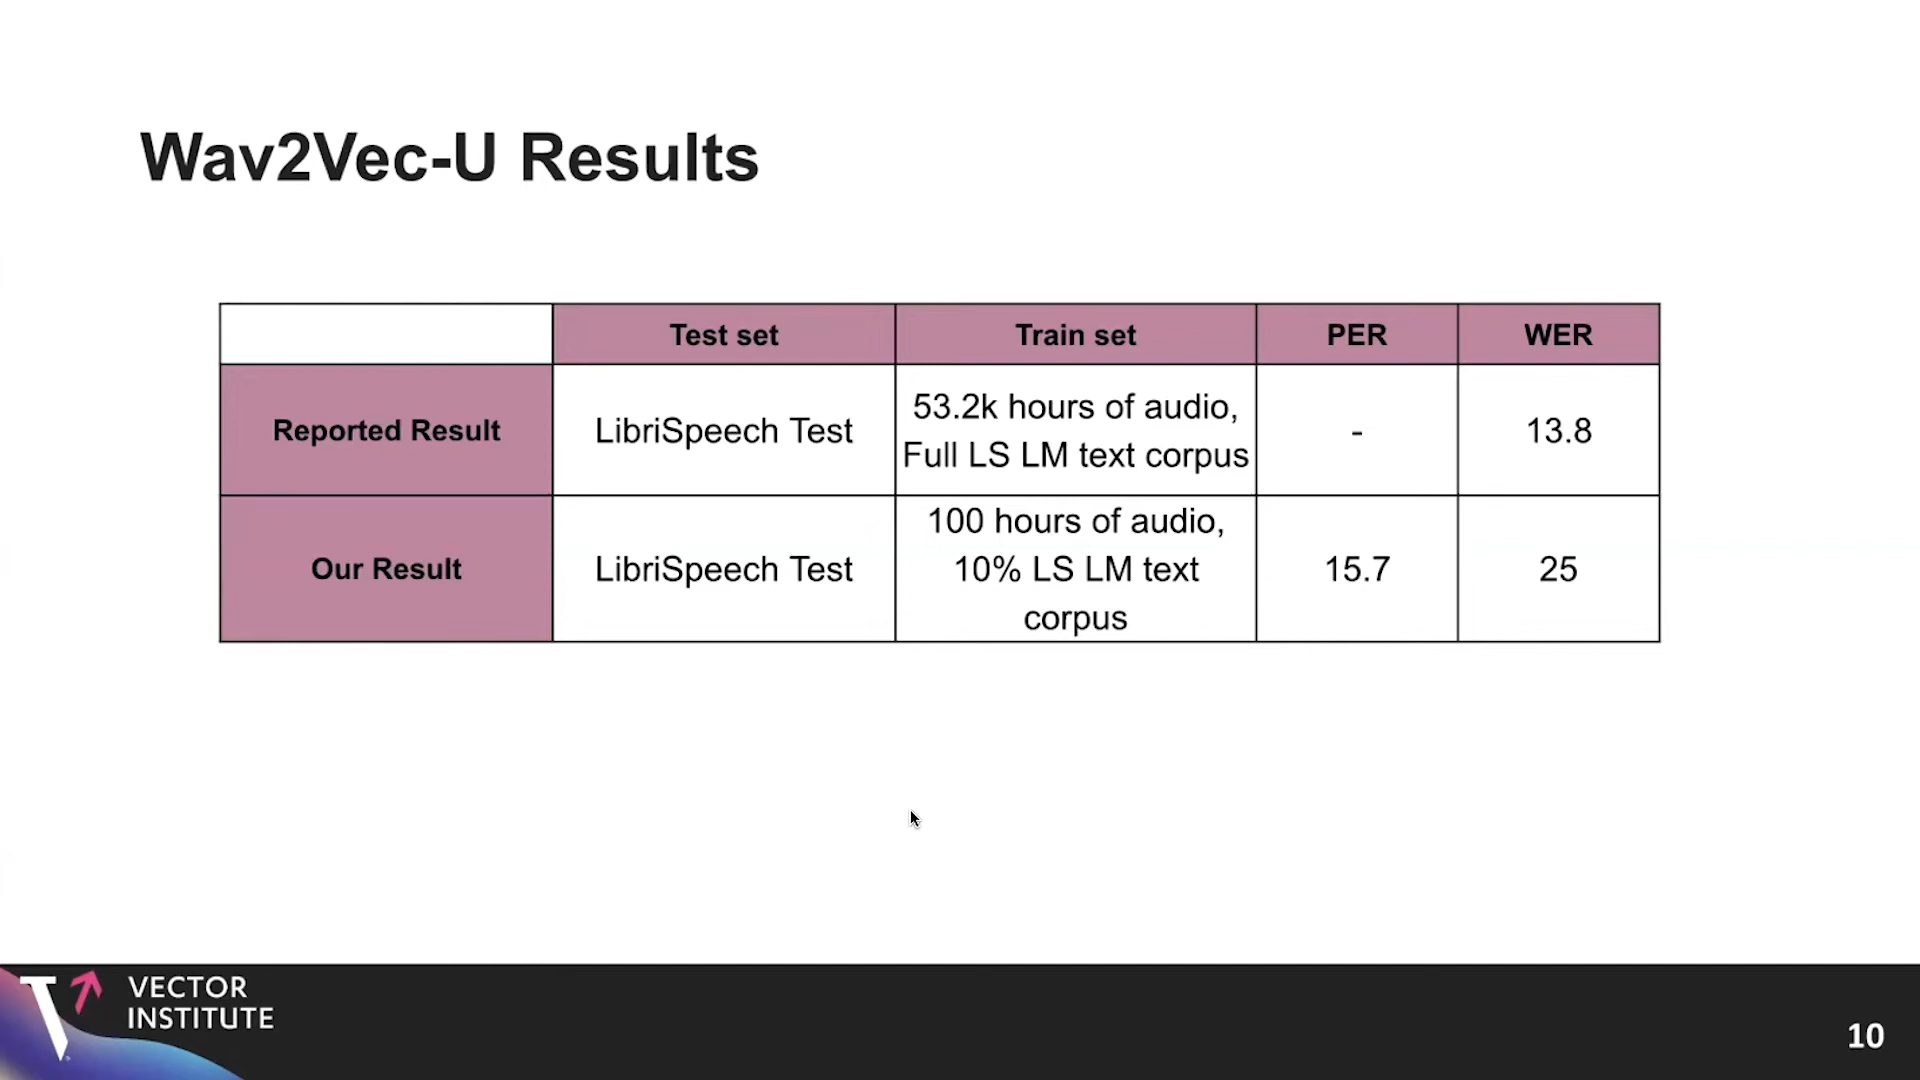 Wav2Vec-U Results
Test set
Train set
PER
WER
Reported Result
LibriSpeech Test
53.2k hours of audio,
Full LS LM text corpus
-
13.8
Our Result
LibriSpeech Test
100 hours of audio,
10% LS LM text
corpus
15.7
25
VECTOR
INSTITUTE
10